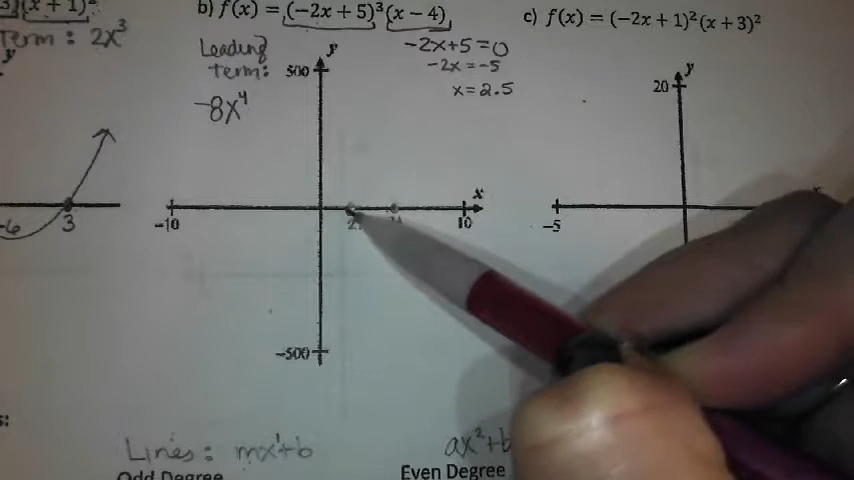 (x + 1)²
Term: 2x³
y
-6
3
b) f(x) = (−2x + 5)³(x − 4)
Leading
term:
-8x⁴
-2x+5=0
-2x=-5
x=2.5
y
500
x
-10
10
-500
c) f(x) = (−2x + 1)²(x + 3)²
y
20
-5
Lines: mx¹+b
ax²+b
Odd Degree
Even Degree